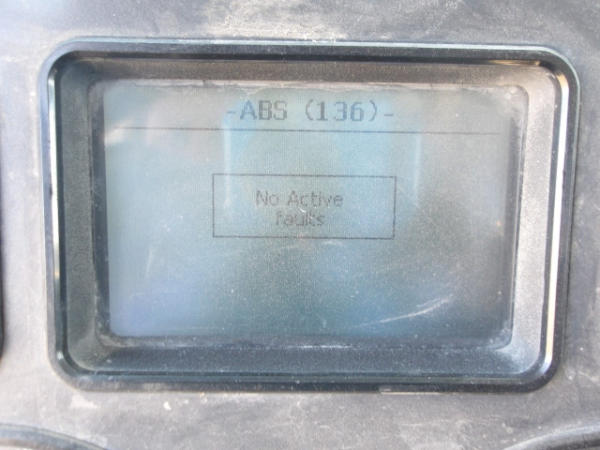 -ABS (136)-
No Active
faults